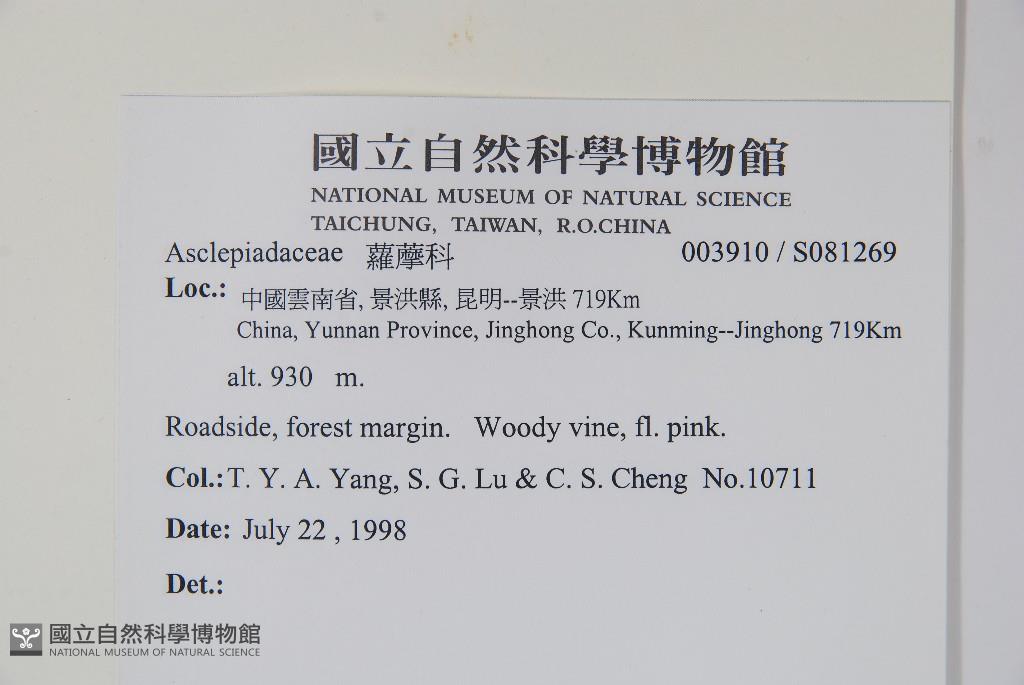 國立自然科學博物館
NATIONAL MUSEUM OF NATURAL SCIENCE
TAICHUNG, TAIWAN, R.O.CHINA
Asclepiadaceae 蘿藦科 003910 / S081269
Loc.: 中國雲南省, 景洪縣, 昆明--景洪 719Km
China, Yunnan Province, Jinghong Co., Kunming--Jinghong 719Km
alt. 930 m.
Roadside, forest margin. Woody vine, fl. pink.
Col.: T. Y. A. Yang, S. G. Lu & C. S. Cheng No.10711
Date: July 22 , 1998
Det.:
國立自然科學博物館
NATIONAL MUSEUM OF NATURAL SCIENCE